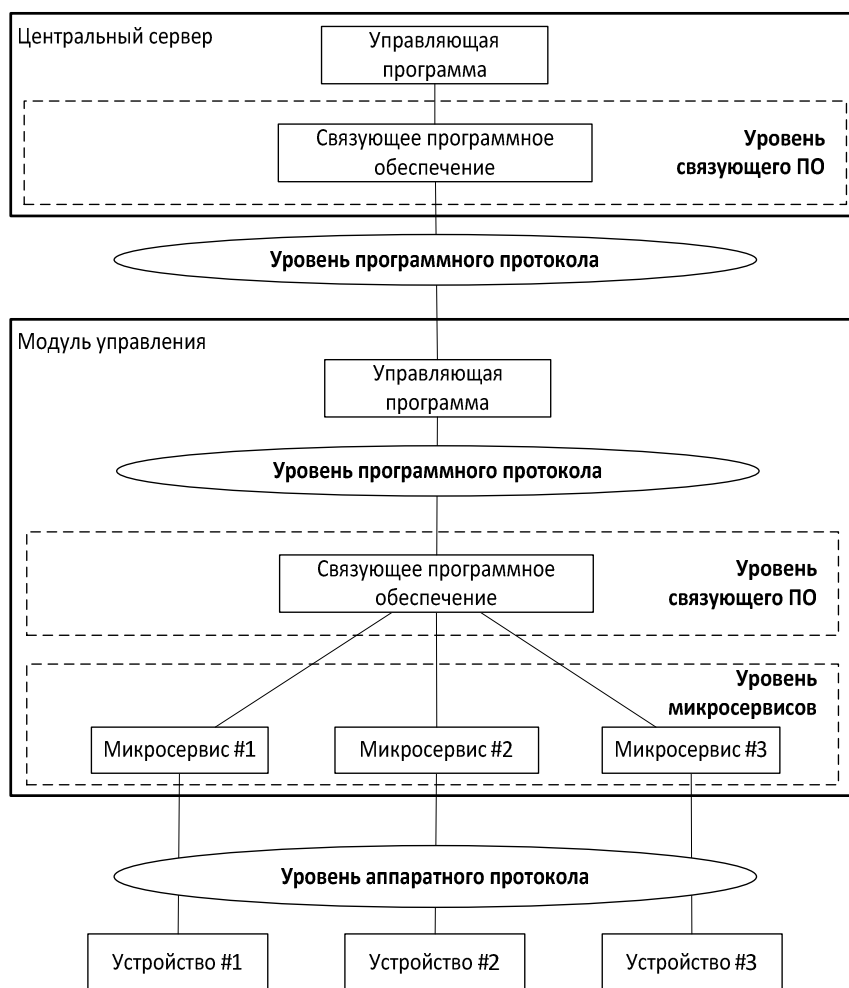 Центральный сервер
Управляющая
программа
Связующее программное
обеспечение
Уровень
связующего ПО
Уровень программного протокола
Модуль управления
Управляющая
программа
Уровень программного протокола
Связующее программное
обеспечение
Уровень
связующего ПО
Уровень
микросервисов
Микросервис #1
Микросервис #2
Микросервис #3
Уровень аппаратного протокола
Устройство #1
Устройство #2
Устройство #3